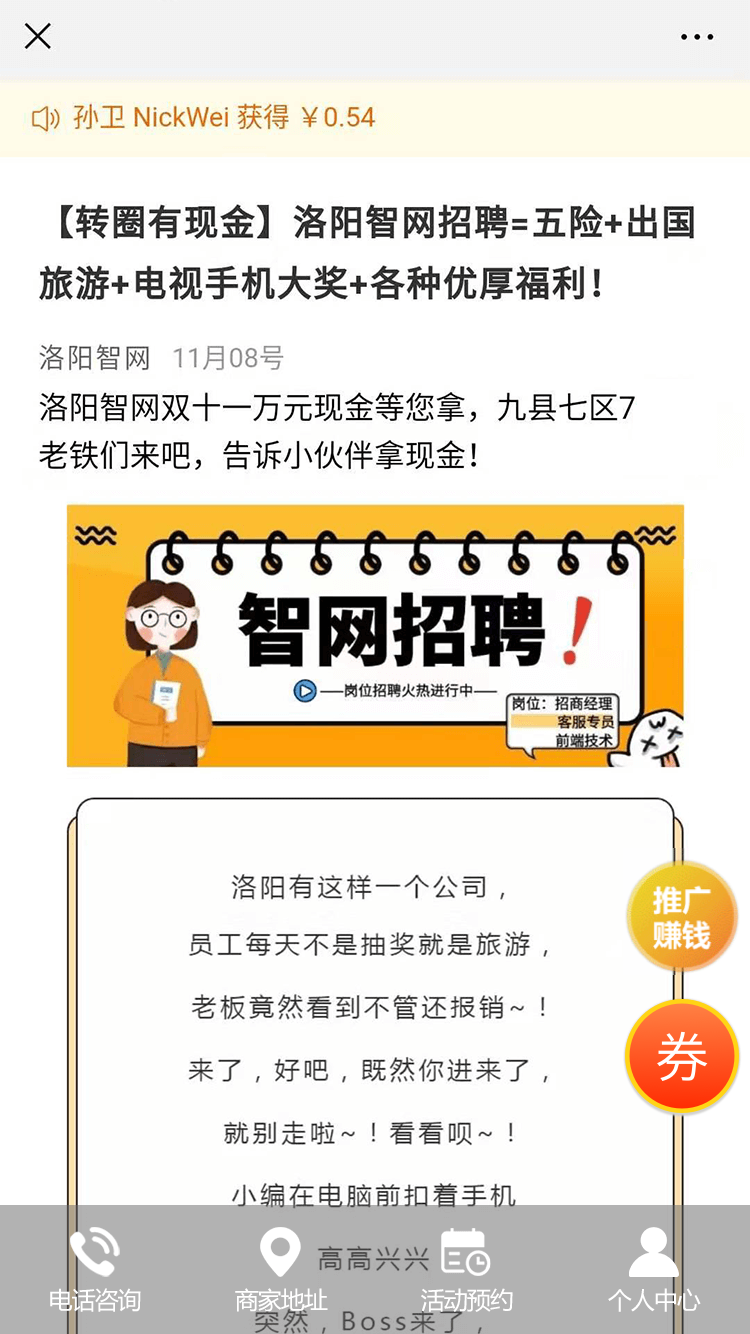 孙卫 NickWei 获得 ￥0.54
【转圈有现金】洛阳智网招聘=五险+出国
旅游+电视手机大奖+各种优厚福利！
洛阳智网 11月08号
洛阳智网双十一万元现金等您拿，九县七区7
老铁们来吧，告诉小伙伴拿现金！
智网招聘！
—岗位招聘火热进行中—
岗位：招商经理
客服专员
前端技术
洛阳有这样一个公司，
员工每天不是抽奖就是旅游，
老板竟然看到不管还报销~！
来了，好吧，既然你进来了，
就别走啦~！看看呗~！
小编在电脑前扣着手机
高高兴兴
突然，Boss来了，
推广
赚钱
券
电话咨询
商家地址
活动预约
个人中心